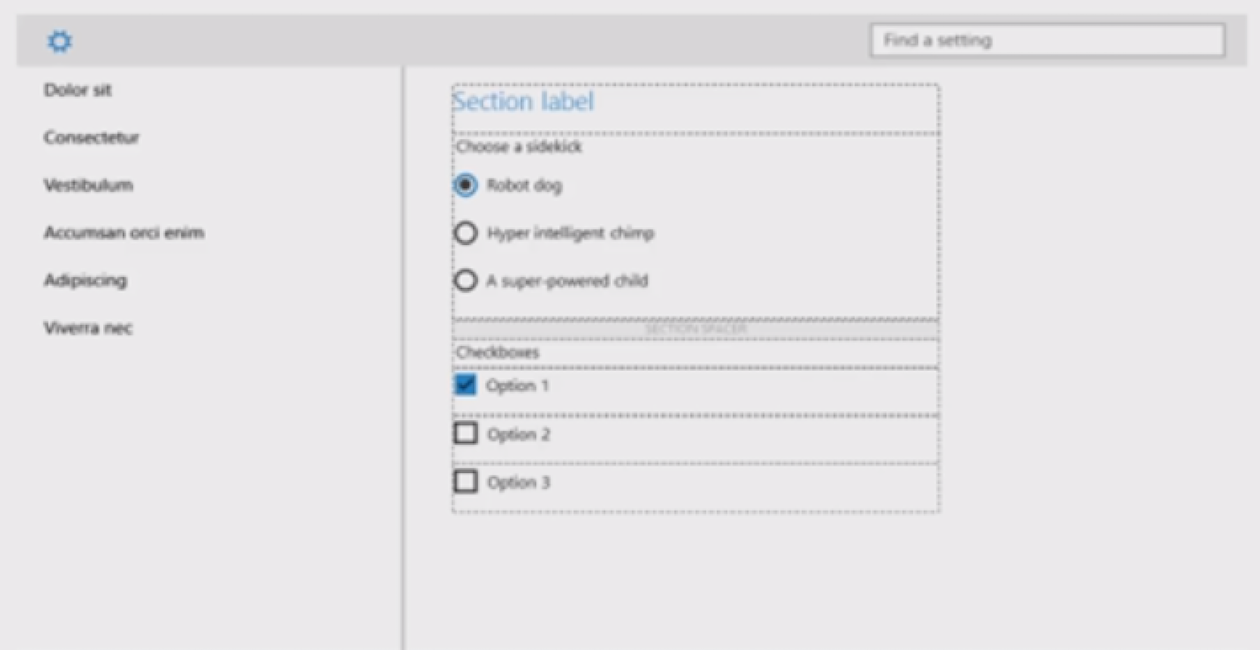 Find a setting
Dolor sit
Consectetur
Vestibulum
Accumsan orci enim
Adipiscing
Viverra nec
Section label
Choose a sidekick
Robot dog
Hyper intelligent chimp
A super-powered child
SECTION SPACER
Checkboxes
Option 1
Option 2
Option 3